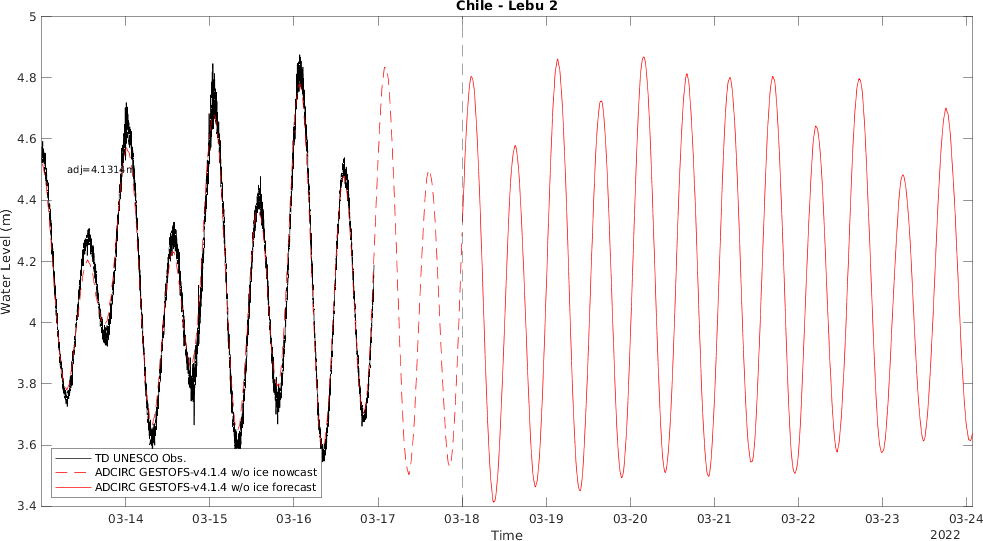 Chile - Lebu 2
5
4.8
4.6
4.4
4.2
4
3.8
3.6
3.4
Water Level (m)
adj=4.1314m
TD UNESCO Obs.
ADCIRC GESTOFS-v4.1.4 w/o ice nowcast
ADCIRC GESTOFS-v4.1.4 w/o ice forecast
03-14 03-15 03-16 03-17 03-18 03-19 03-20 03-21 03-22 03-23 03-24
Time
2022